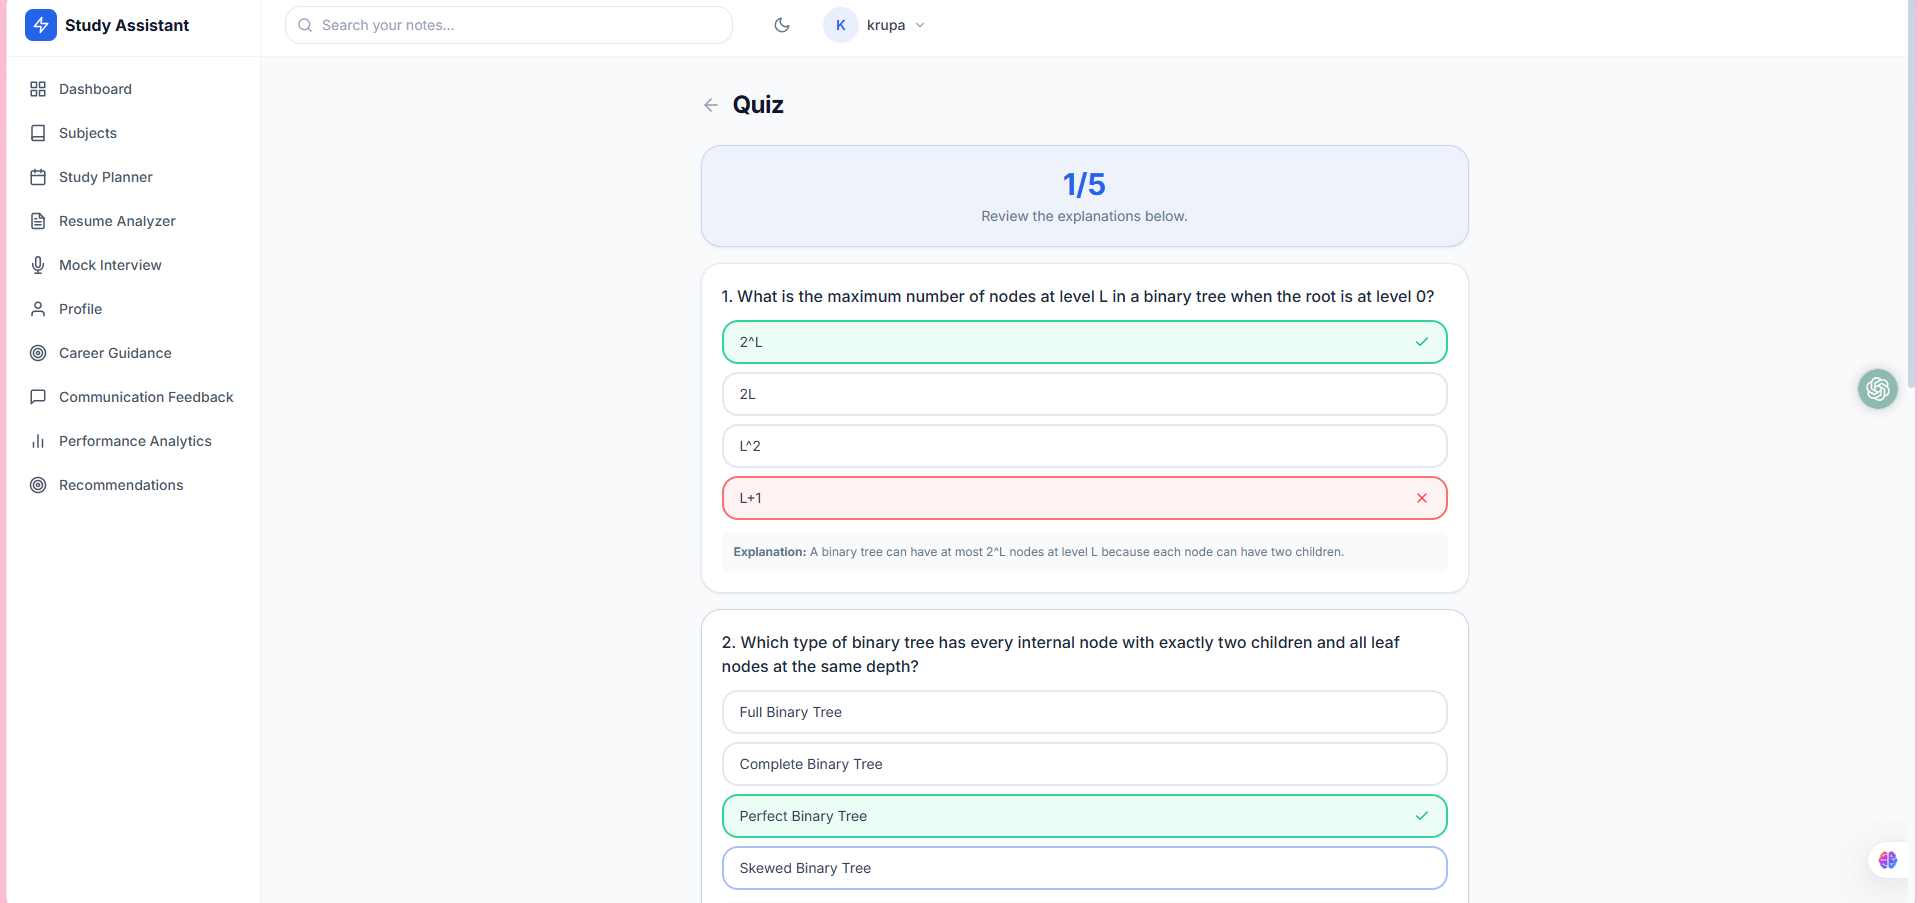 Study Assistant
Search your notes...
K
krupa
Dashboard
Subjects
Study Planner
Resume Analyzer
Mock Interview
Profile
Career Guidance
Communication Feedback
Performance Analytics
Recommendations
Quiz
1/5
Review the explanations below.
1. What is the maximum number of nodes at level L in a binary tree when the root is at level 0?
2^L
2L
L^2
L+1
Explanation: A binary tree can have at most 2^L nodes at level L because each node can have two children.
2. Which type of binary tree has every internal node with exactly two children and all leaf
nodes at the same depth?
Full Binary Tree
Complete Binary Tree
Perfect Binary Tree
Skewed Binary Tree